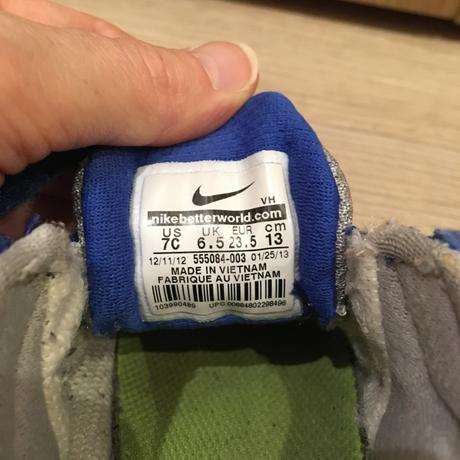 VH
nikebetterworld.com
US UK EUR cm
7C 6.5 23.5 13
12/11/12 555084-003 01/25/13
MADE IN VIETNAM
FABRIQUE AU VIETNAM
103990489 UPC 00884802298496